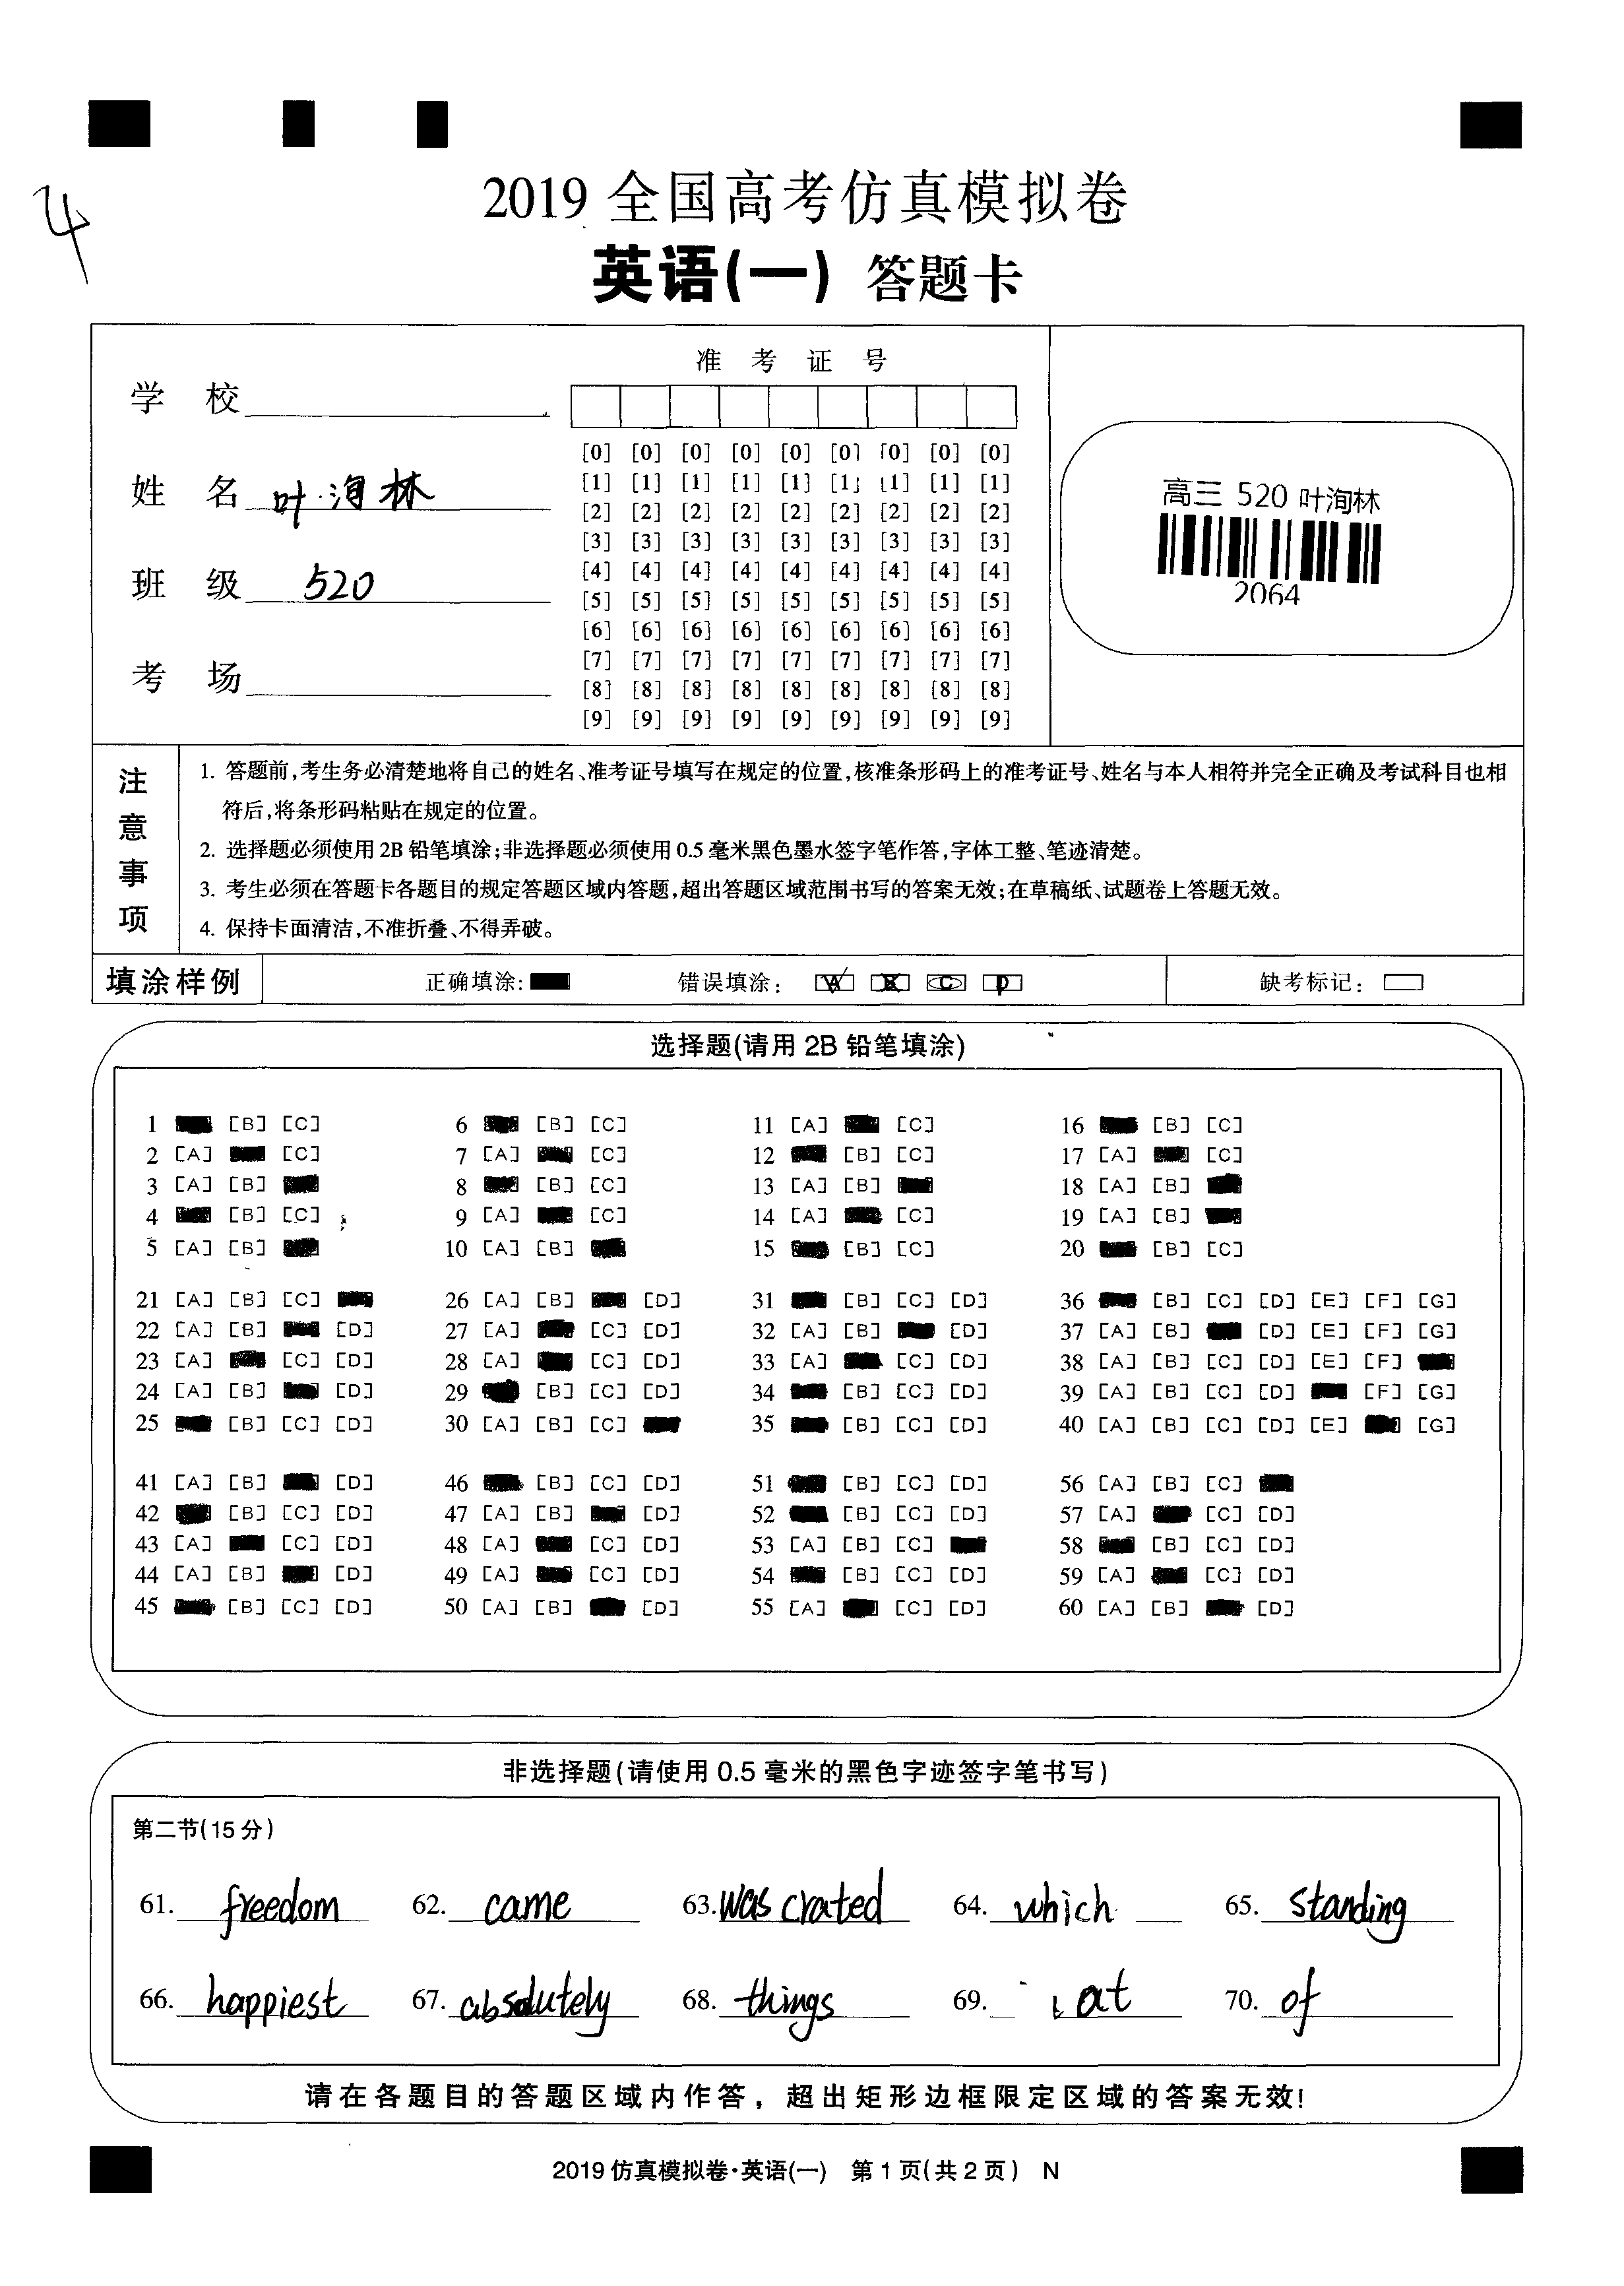 4
2019 全国高考仿真模拟卷
英语(一) 答题卡
准 考 证 号
学 校
姓 名 叶洵林
班 级 520
考 场
[0] [0] [0] [0] [0] [0] [0] [0] [0]
[1] [1] [1] [1] [1] [1] [1] [1] [1]
[2] [2] [2] [2] [2] [2] [2] [2] [2]
[3] [3] [3] [3] [3] [3] [3] [3] [3]
[4] [4] [4] [4] [4] [4] [4] [4] [4]
[5] [5] [5] [5] [5] [5] [5] [5] [5]
[6] [6] [6] [6] [6] [6] [6] [6] [6]
[7] [7] [7] [7] [7] [7] [7] [7] [7]
[8] [8] [8] [8] [8] [8] [8] [8] [8]
[9] [9] [9] [9] [9] [9] [9] [9] [9]
高三 520 叶洵林
2064
注意事项
1. 答题前,考生务必清楚地将自己的姓名、准考证号填写在规定的位置,核准条形码上的准考证号、姓名与本人相符并完全正确及考试科目也相
符后,将条形码粘贴在规定的位置。
2. 选择题必须使用 2B 铅笔填涂;非选择题必须使用 0.5 毫米黑色墨水签字笔作答,字体工整、笔迹清楚。
3. 考生必须在答题卡各题目的规定答题区域内答题,超出答题区域范围书写的答案无效;在草稿纸、试题卷上答题无效。
4. 保持卡面清洁,不准折叠、不得弄破。
填涂样例 正确填涂: 错误填涂: A B C D 缺考标记:
选择题(请用 2B 铅笔填涂)
1 [B] [C] 6 [B] [C] 11 [A] [C] 16 [B] [C]
2 [A] [C] 7 [A] [C] 12 [B] [C] 17 [A] [C]
3 [A] [B] 8 [B] [C] 13 [A] [B] 18 [A] [B]
4 [B] [C] 9 [A] [C] 14 [A] [C] 19 [A] [B]
5 [A] [B] 10 [A] [B] 15 [B] [C] 20 [B] [C]
21 [A] [B] [C] 26 [A] [B] [D] 31 [B] [C] [D] 36 [B] [C] [D] [E] [F] [G]
22 [A] [B] [D] 27 [A] [C] [D] 32 [A] [B] [D] 37 [A] [B] [D] [E] [F] [G]
23 [A] [C] [D] 28 [A] [C] [D] 33 [A] [C] [D] 38 [A] [B] [C] [D] [E] [F]
24 [A] [B] [D] 29 [B] [C] [D] 34 [B] [C] [D] 39 [A] [B] [C] [D] [F] [G]
25 [B] [C] [D] 30 [A] [B] [C] 35 [B] [C] [D] 40 [A] [B] [C] [D] [E] [G]
41 [A] [B] [D] 46 [B] [C] [D] 51 [B] [C] [D] 56 [A] [B] [C]
42 [B] [C] [D] 47 [A] [B] [D] 52 [B] [C] [D] 57 [A] [C] [D]
43 [A] [C] [D] 48 [A] [C] [D] 53 [A] [B] [C] 58 [B] [C] [D]
44 [A] [B] [D] 49 [A] [C] [D] 54 [B] [C] [D] 59 [A] [C] [D]
45 [B] [C] [D] 50 [A] [B] [D] 55 [A] [C] [D] 60 [A] [B] [D]
非选择题(请使用 0.5 毫米的黑色字迹签字笔书写)
第二节(15 分)
61. freedom 62. came 63. was crated 64. which 65. standing
66. happiest 67. absolutely 68. things 69. at 70. of
请在各题目的答题区域内作答，超出矩形边框限定区域的答案无效!
2019 仿真模拟卷·英语(一) 第 1 页(共 2 页) N